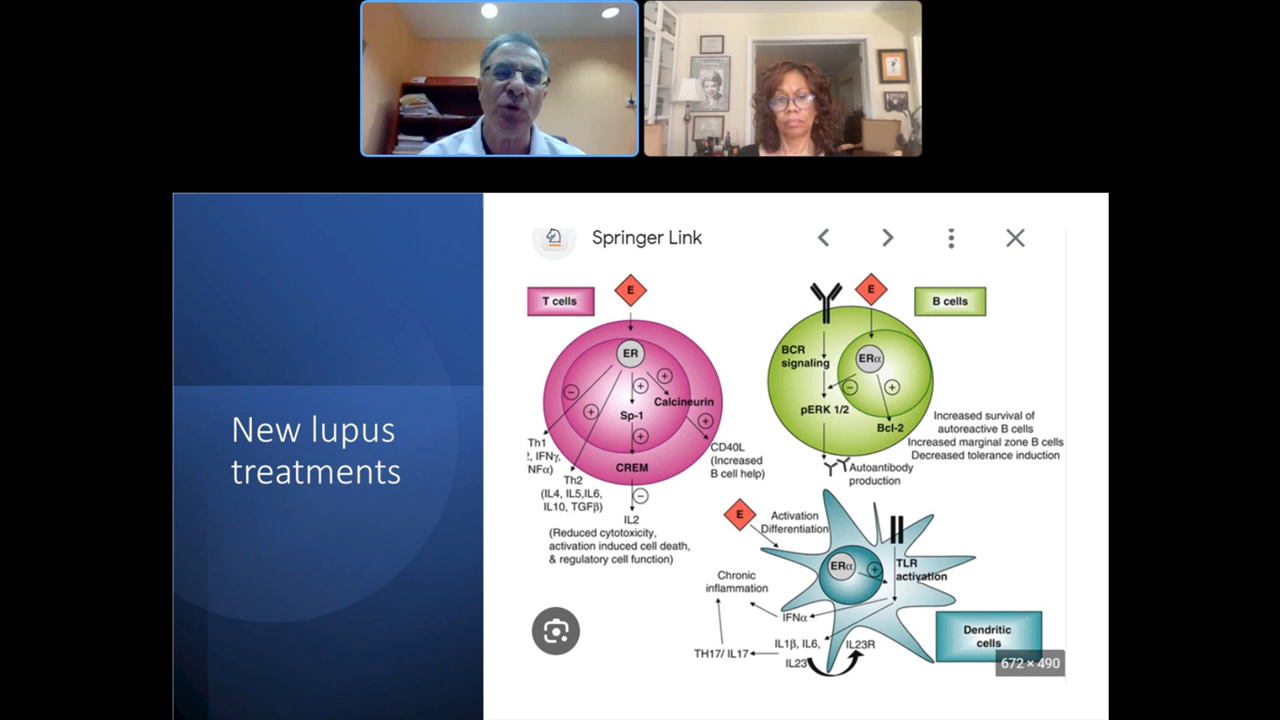 New lupus
treatments
Springer Link
T cells
E
ER
Sp-1
Calcineurin
CREM
Th1
2, IFNγ,
NFα)
Th2
(IL4, IL5,IL6,
IL10, TGFβ)
CD40L
(Increased
B cell help)
IL2
(Reduced cytotoxicity,
activation induced cell death,
& regulatory cell function)
E
B cells
BCR
signaling
ERα
pERK 1/2
Bcl-2
Increased survival of
autoreactive B cells
Increased marginal zone B cells
Decreased tolerance induction
Autoantibody
production
E
Activation
Differentiation
ERα
TLR
activation
Chronic
inflammation
IFNα
TH17/ IL17
IL1β, IL6,
IL23
IL23R
Dendritic
cells
672 × 490